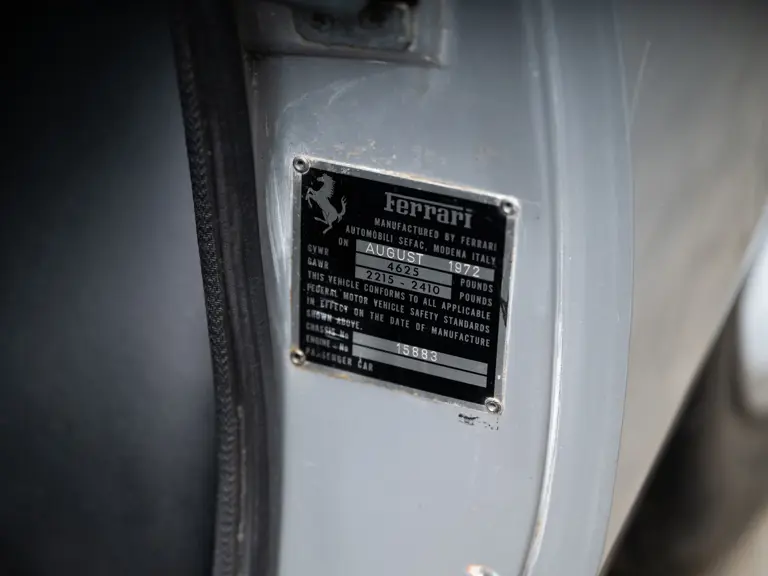 Ferrari
MANUFACTURED BY FERRARI
AUTOMOBILI SEFAC, MODENA ITALY
ON AUGUST 1972
GVWR 4625 POUNDS
GAWR 2215 - 2410 POUNDS
THIS VEHICLE CONFORMS TO ALL APPLICABLE
FEDERAL MOTOR VEHICLE SAFETY STANDARDS
IN EFFECT ON THE DATE OF MANUFACTURE
SHOWN ABOVE.
CHASSIS No 15883
ENGINE No
PASSENGER CAR